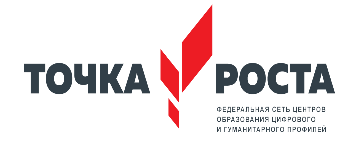 ТОЧКА РОСТА
ФЕДЕРАЛЬНАЯ СЕТЬ ЦЕНТРОВ
ОБРАЗОВАНИЯ ЦИФРОВОГО
И ГУМАНИТАРНОГО ПРОФИЛЕЙ